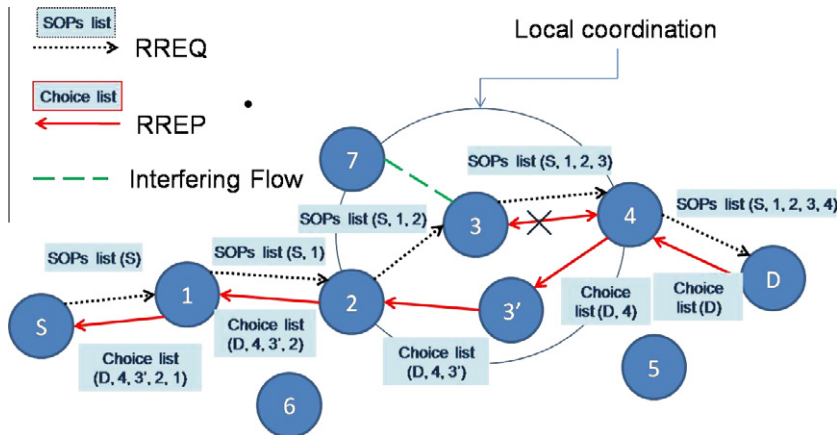 SOPs list
RREQ
Choice list
RREP
Interfering Flow
Local coordination
7
SOPs list (S, 1, 2, 3)
SOPs list (S, 1, 2)
3
4
SOPs list (S, 1, 2, 3, 4)
SOPs list (S)
SOPs list (S, 1)
1
2
3'
D
S
Choice
list (D, 4)
Choice
list (D)
Choice list
(D, 4, 3', 2)
Choice list
(D, 4, 3', 2, 1)
Choice list
(D, 4, 3')
5
6